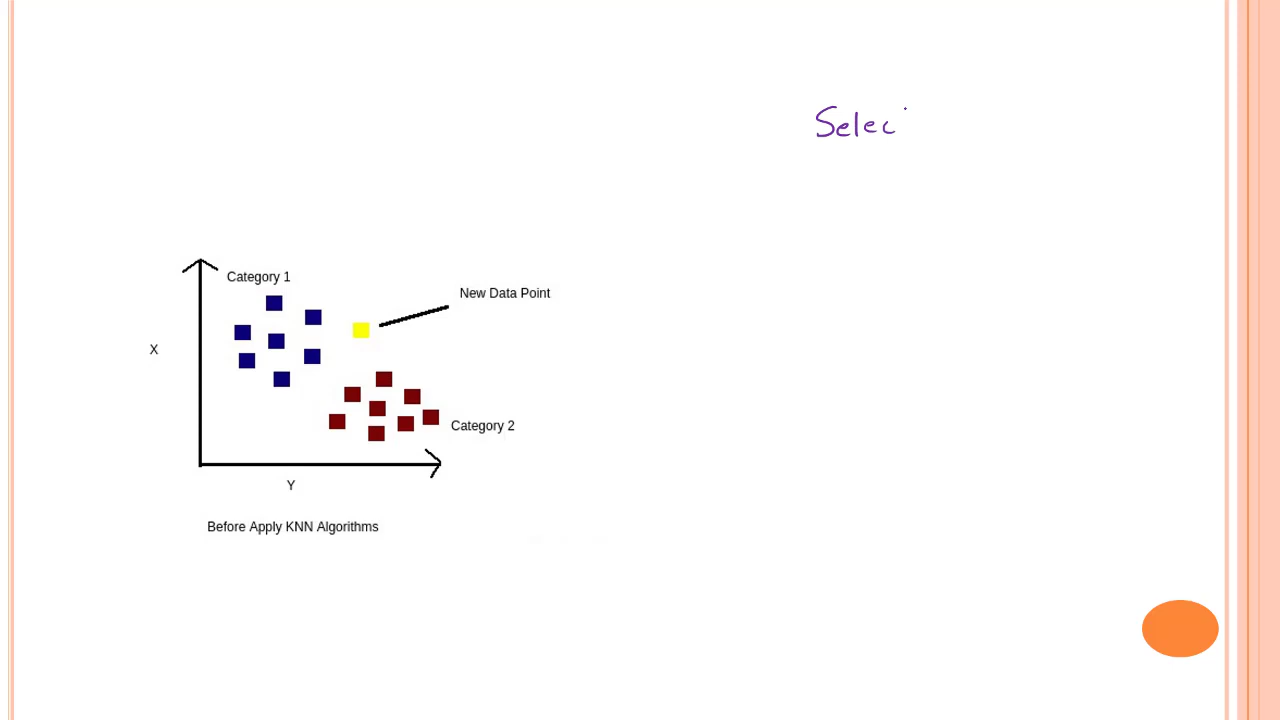 Selec
Category 1
New Data Point
X
Category 2
Y
Before Apply KNN Algorithms